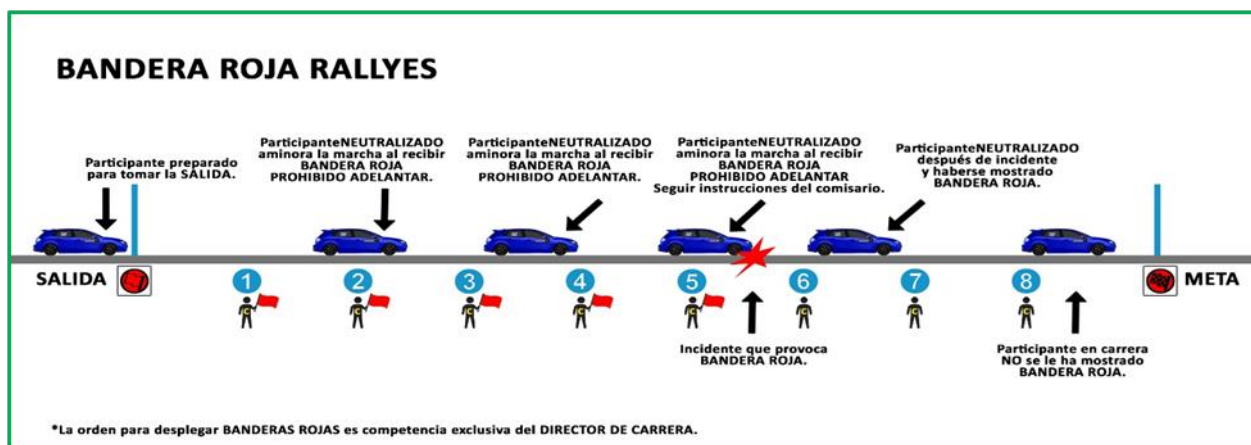 BANDERA ROJA RALLYES
Participante preparado
para tomar la SALIDA.
ParticipanteNEUTRALIZADO
aminora la marcha al recibir
BANDERA ROJA
PROHIBIDO ADELANTAR.
ParticipanteNEUTRALIZADO
aminora la marcha al recibir
BANDERA ROJA
PROHIBIDO ADELANTAR.
ParticipanteNEUTRALIZADO
aminora la marcha al recibir
BANDERA ROJA
PROHIBIDO ADELANTAR
Seguir instrucciones del comisario.
ParticipanteNEUTRALIZADO
después de incidente
y haberse mostrado
BANDERA ROJA.
SALIDA
1
2
3
4
5
6
7
8
META
C
C
C
C
C
C
C
C
Incidente que provoca
BANDERA ROJA.
Participante en carrera
NO se le ha mostrado
BANDERA ROJA.
*La orden para desplegar BANDERAS ROJAS es competencia exclusiva del DIRECTOR DE CARRERA.